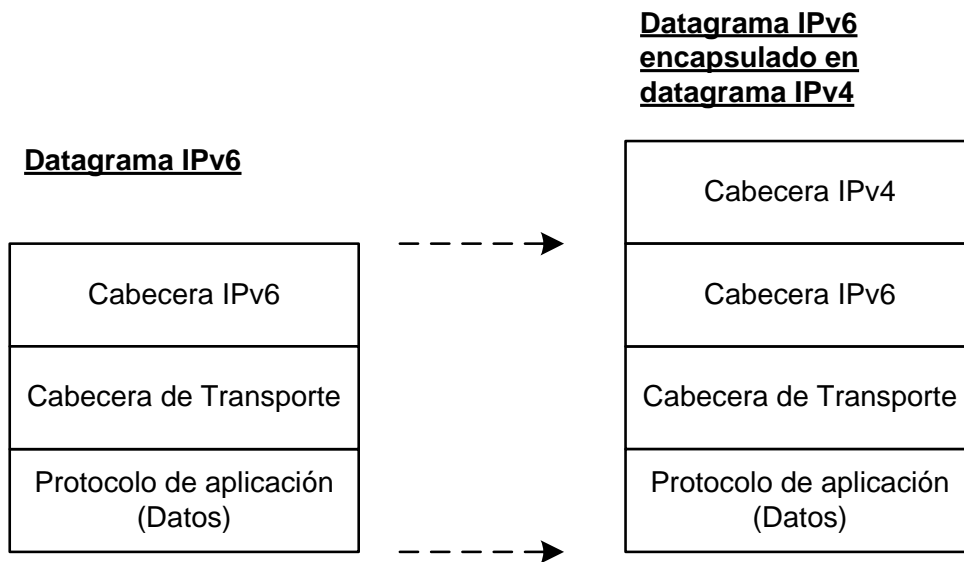 Datagrama IPv6
Cabecera IPv6
Cabecera de Transporte
Protocolo de aplicación
(Datos)
Datagrama IPv6
encapsulado en
datagrama IPv4
Cabecera IPv4
Cabecera IPv6
Cabecera de Transporte
Protocolo de aplicación
(Datos)